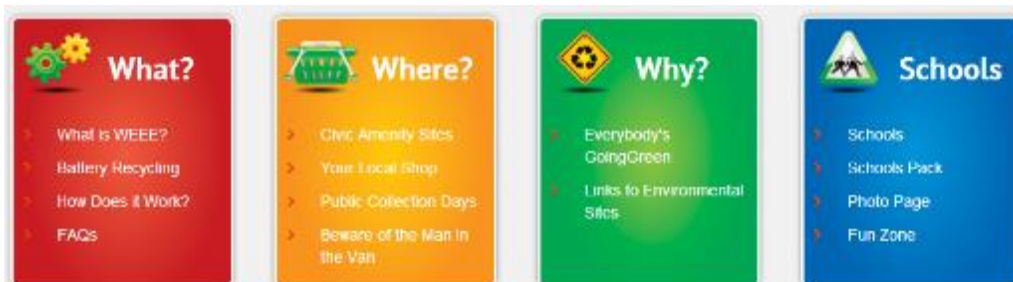 What?
What is WEEE?
Battery Recycling
How Does it Work?
FAQs
Where?
Civic Amenity Sites
Your Local Shop
Public Collection Days
Beware of the Man in
the Van
Why?
Everybody's
GoingGreen
Links to Environmental
Sites
Schools
Schools
Schools Pack
Photo Page
Fun Zone